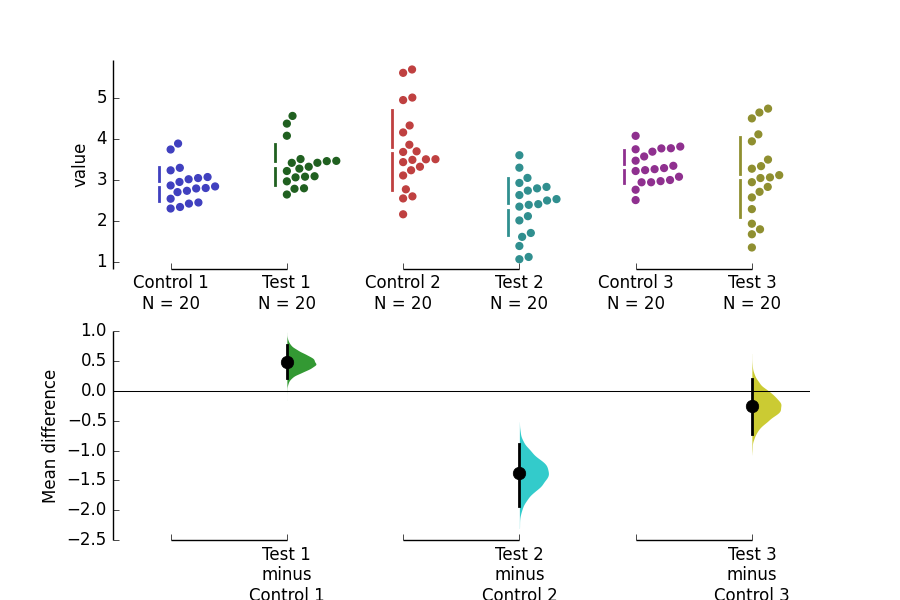 value
5
4
3
2
1
Control 1 Test 1 Control 2 Test 2 Control 3 Test 3
N = 20 N = 20 N = 20 N = 20 N = 20 N = 20
Mean difference
1.0
0.5
0.0
−0.5
−1.0
−1.5
−2.0
−2.5
Test 1 Test 2 Test 3
minus minus minus
Control 1 Control 2 Control 3